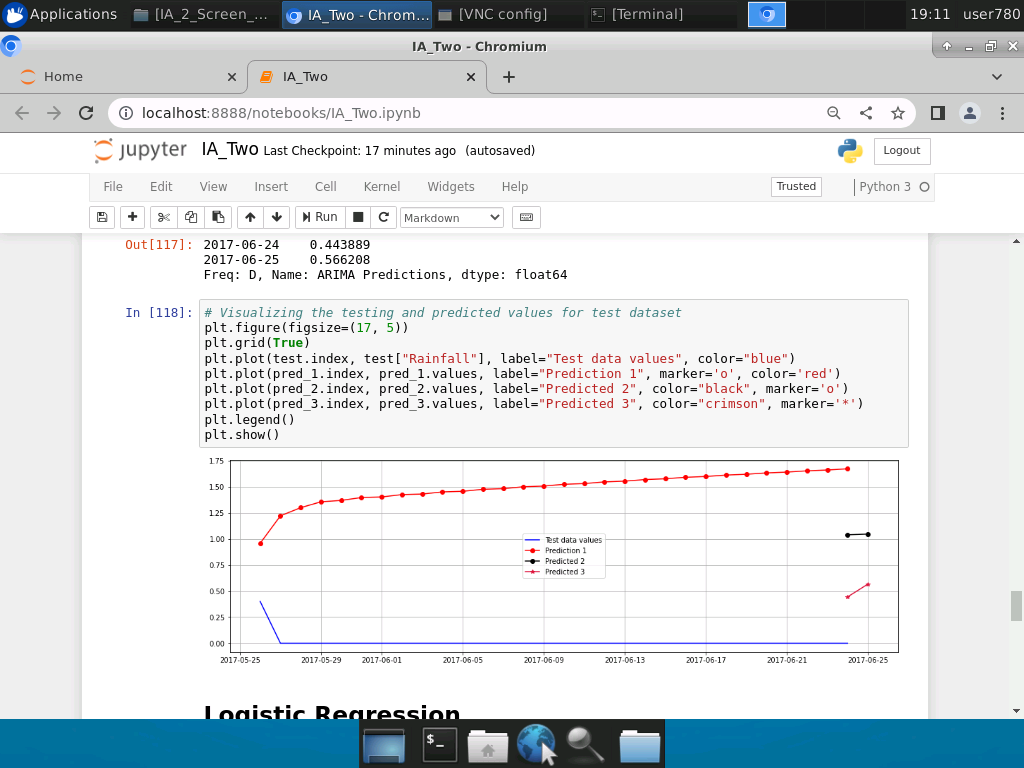 Applications
[IA_2_Screen_...
IA_Two - Chrom...
[VNC config]
[Terminal]
19:11
user780
IA_Two - Chromium
Home
IA_Two
localhost:8888/notebooks/IA_Two.ipynb
jupyter
IA_Two Last Checkpoint: 17 minutes ago (autosaved)
Logout
File Edit View Insert Cell Kernel Widgets Help
Trusted
Python 3
Run
Markdown
Out[117]: 2017-06-24    0.443889
2017-06-25    0.566208
Freq: D, Name: ARIMA Predictions, dtype: float64
In [118]: # Visualizing the testing and predicted values for test dataset
plt.figure(figsize=(17, 5))
plt.grid(True)
plt.plot(test.index, test["Rainfall"], label="Test data values", color="blue")
plt.plot(pred_1.index, pred_1.values, label="Prediction 1", marker='o', color='red')
plt.plot(pred_2.index, pred_2.values, label="Predicted 2", color="black", marker='o')
plt.plot(pred_3.index, pred_3.values, label="Predicted 3", color="crimson", marker='*')
plt.legend()
plt.show()
1.75
1.50
1.25
1.00
0.75
0.50
0.25
0.00
Test data values
Prediction 1
Predicted 2
Predicted 3
2017-05-25 2017-05-29 2017-06-01 2017-06-05 2017-06-09 2017-06-13 2017-06-17 2017-06-21 2017-06-25
Logistic Regression
$_